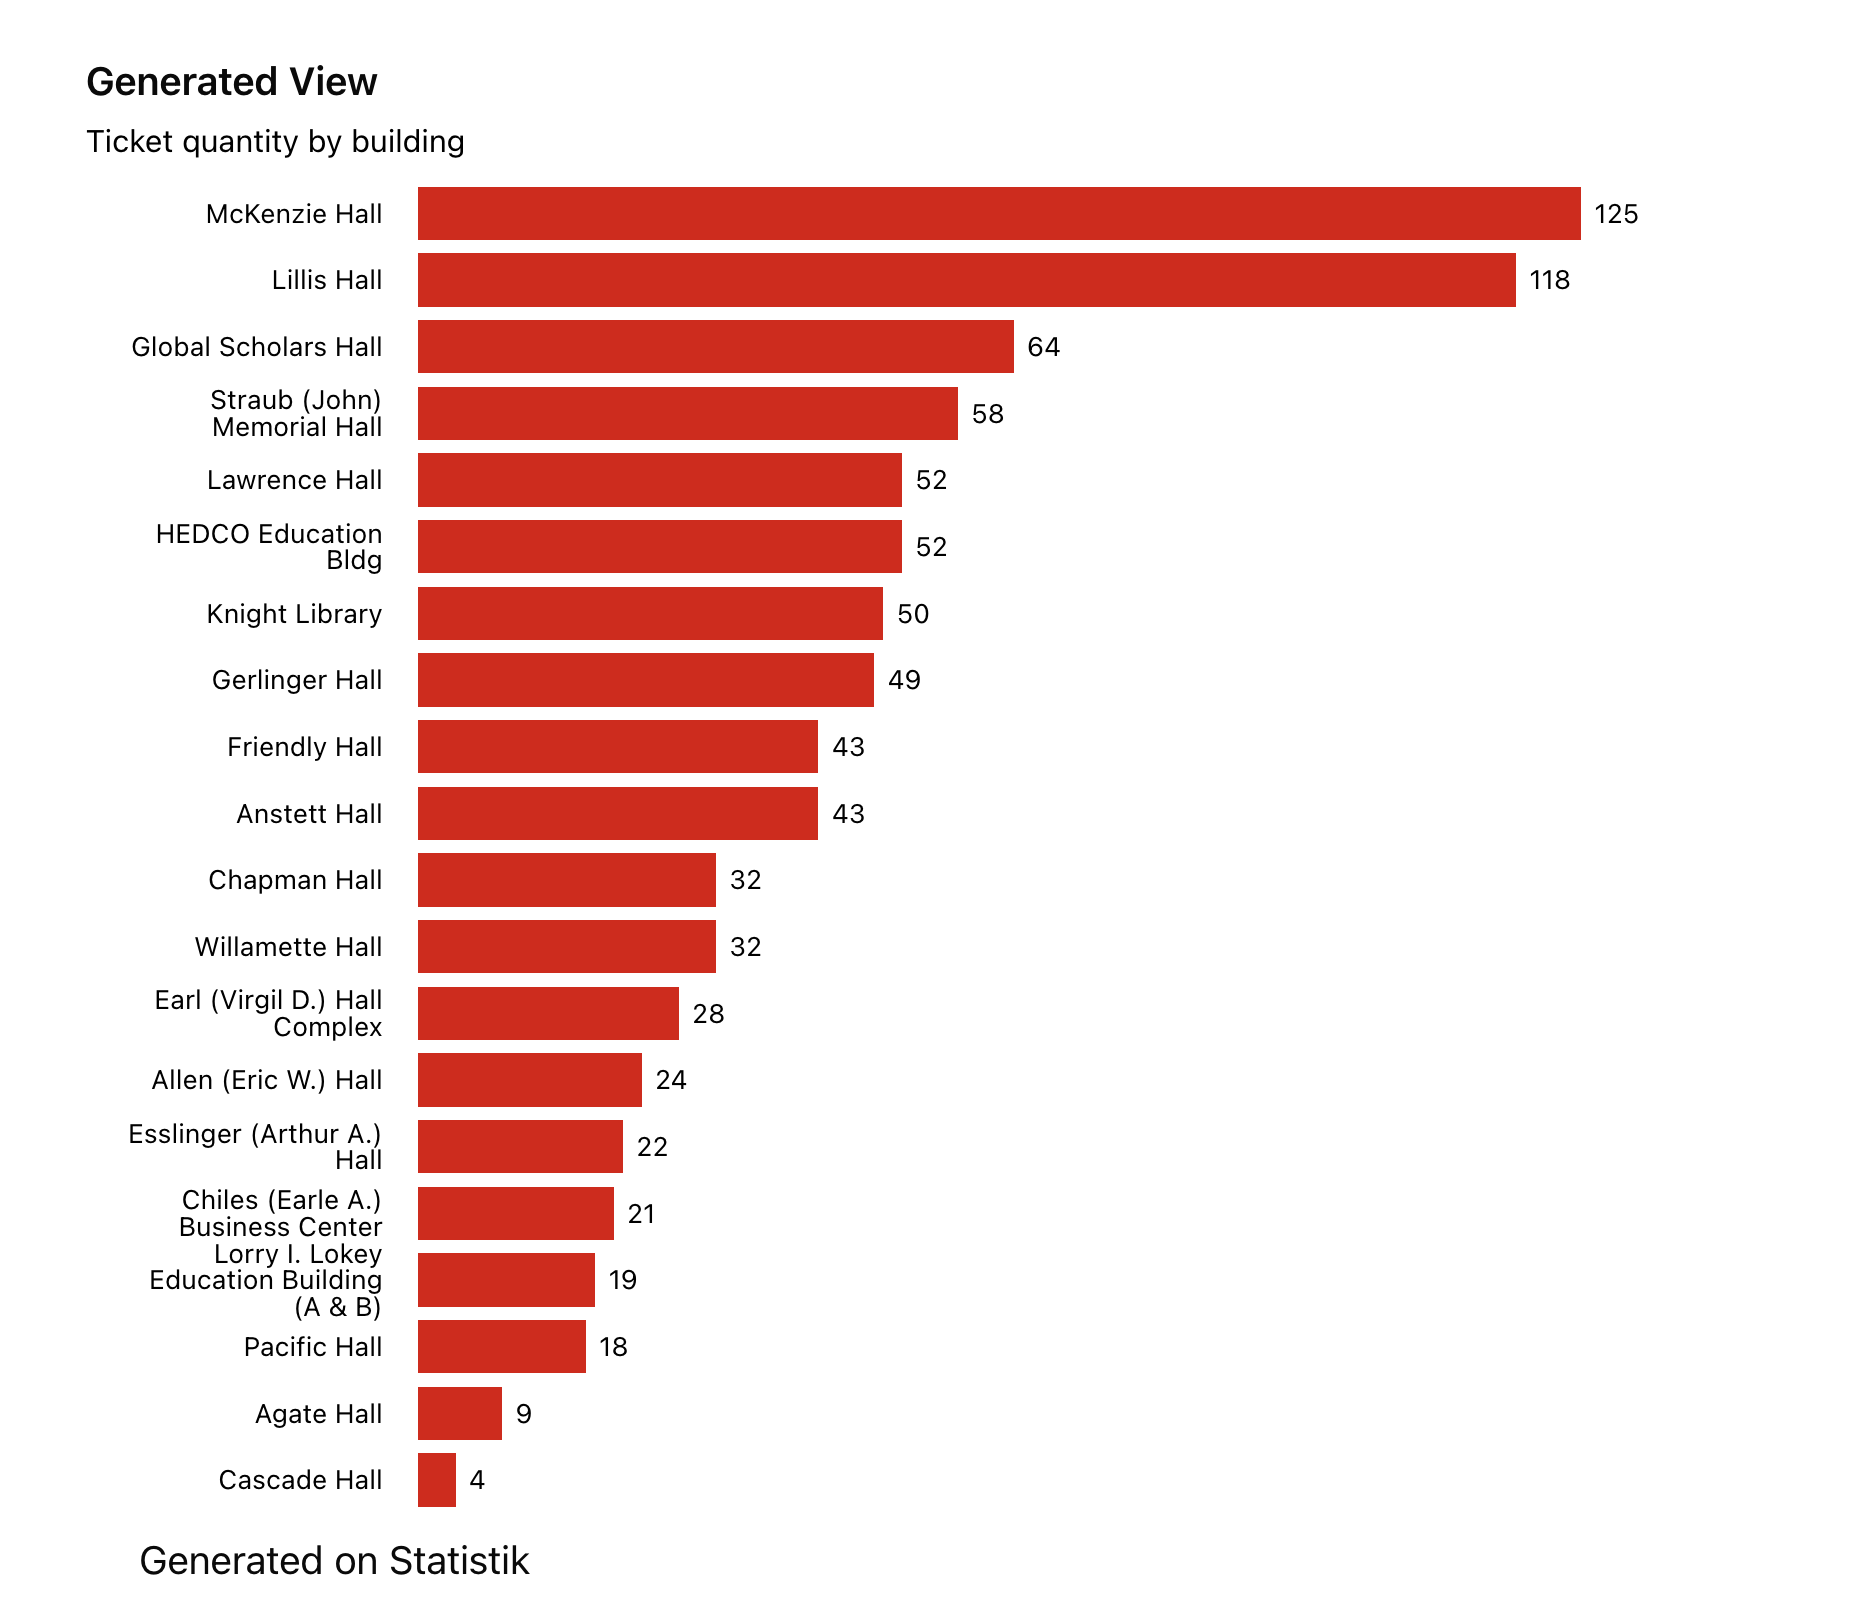 Generated View
Ticket quantity by building
McKenzie Hall 125
Lillis Hall 118
Global Scholars Hall 64
Straub (John)
Memorial Hall 58
Lawrence Hall 52
HEDCO Education
Bldg 52
Knight Library 50
Gerlinger Hall 49
Friendly Hall 43
Anstett Hall 43
Chapman Hall 32
Willamette Hall 32
Earl (Virgil D.) Hall
Complex 28
Allen (Eric W.) Hall 24
Esslinger (Arthur A.)
Hall 22
Chiles (Earle A.)
Business Center 21
Lorry I. Lokey
Education Building 19
(A & B)
Pacific Hall 18
Agate Hall 9
Cascade Hall 4
Generated on Statistik